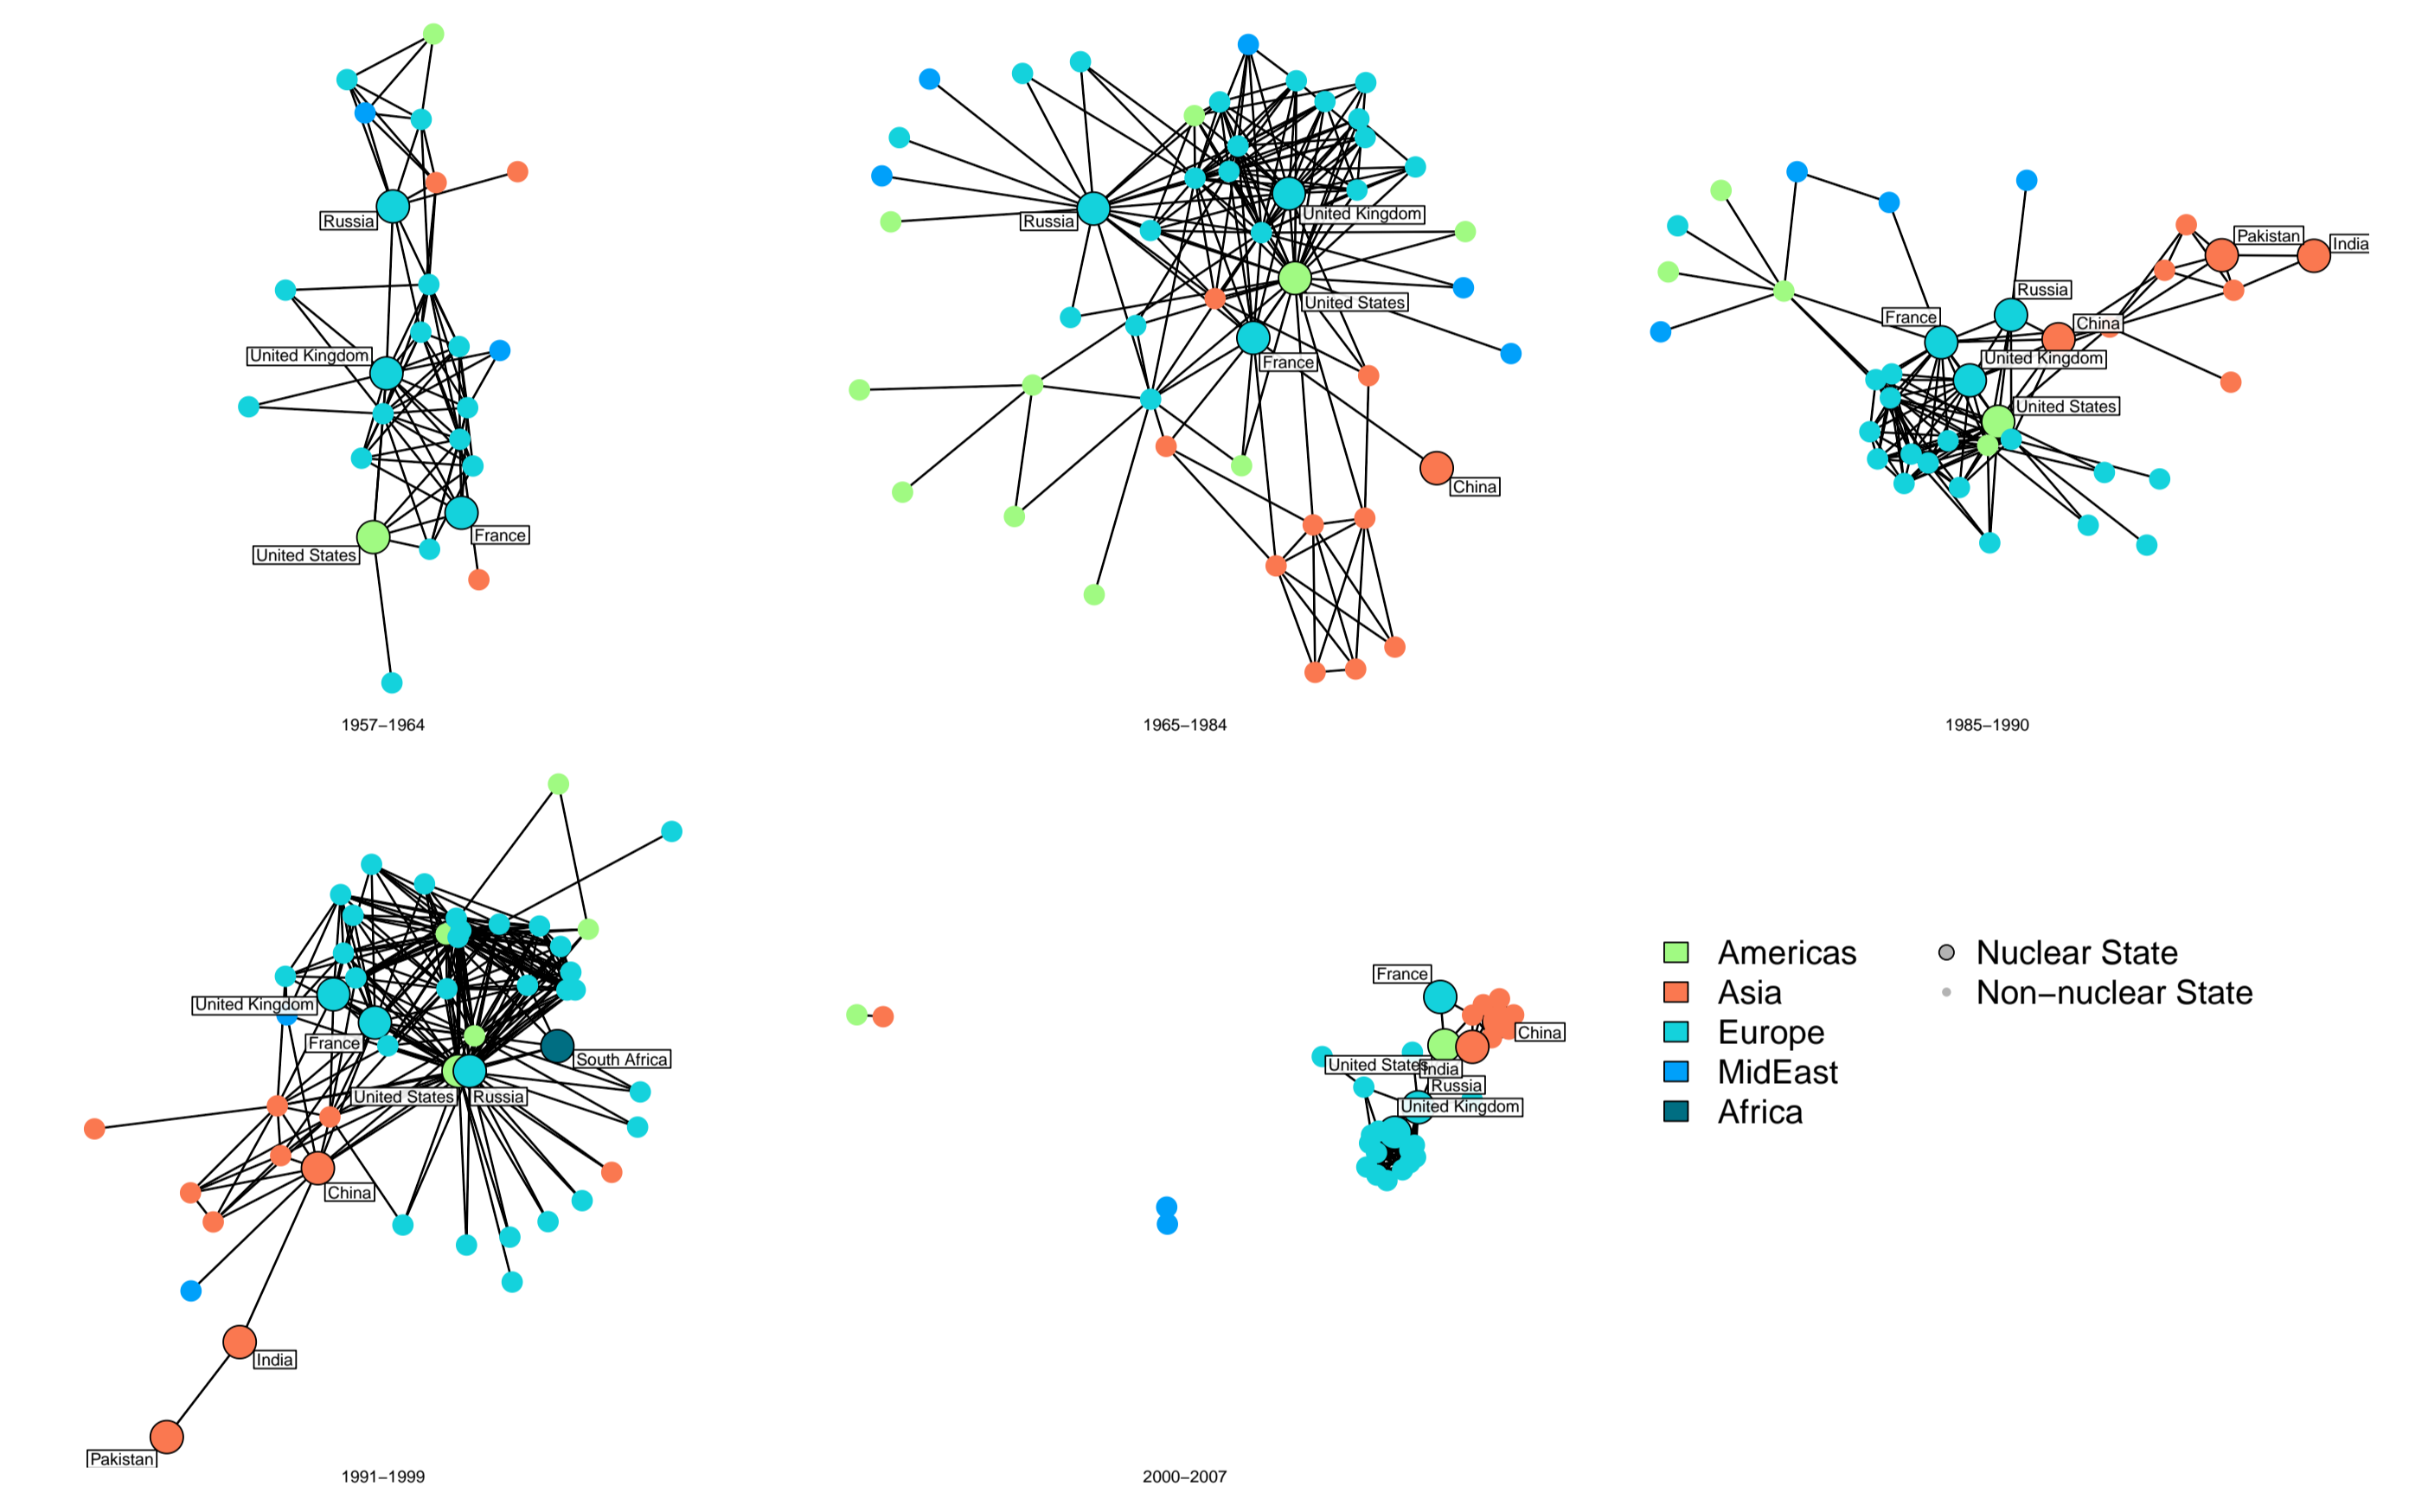 Russia
United Kingdom
United States
France
1957–1964
Russia
United Kingdom
United States
France
China
1965–1984
Pakistan
India
Russia
France
China
United Kingdom
United States
1985–1990
United Kingdom
France
South Africa
United States
Russia
China
India
Pakistan
1991–1999
France
China
United States
India
Russia
United Kingdom
2000–2007
Americas
Asia
Europe
MidEast
Africa
Nuclear State
Non−nuclear State